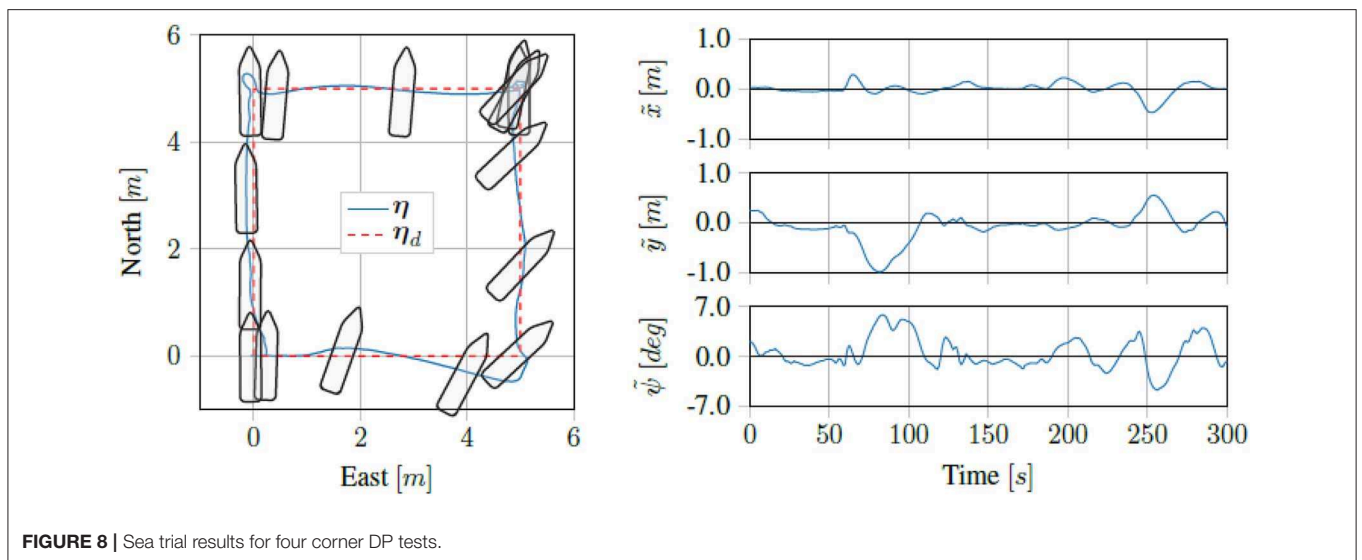 6
4
2
0
North [m]
0
2
4
6
East [m]
η
η_d
1.0
0.0
-1.0
x̃ [m]
1.0
0.0
-1.0
ỹ [m]
7.0
0.0
-7.0
ψ̃ [deg]
0
50
100
150
200
250
300
Time [s]
FIGURE 8 | Sea trial results for four corner DP tests.